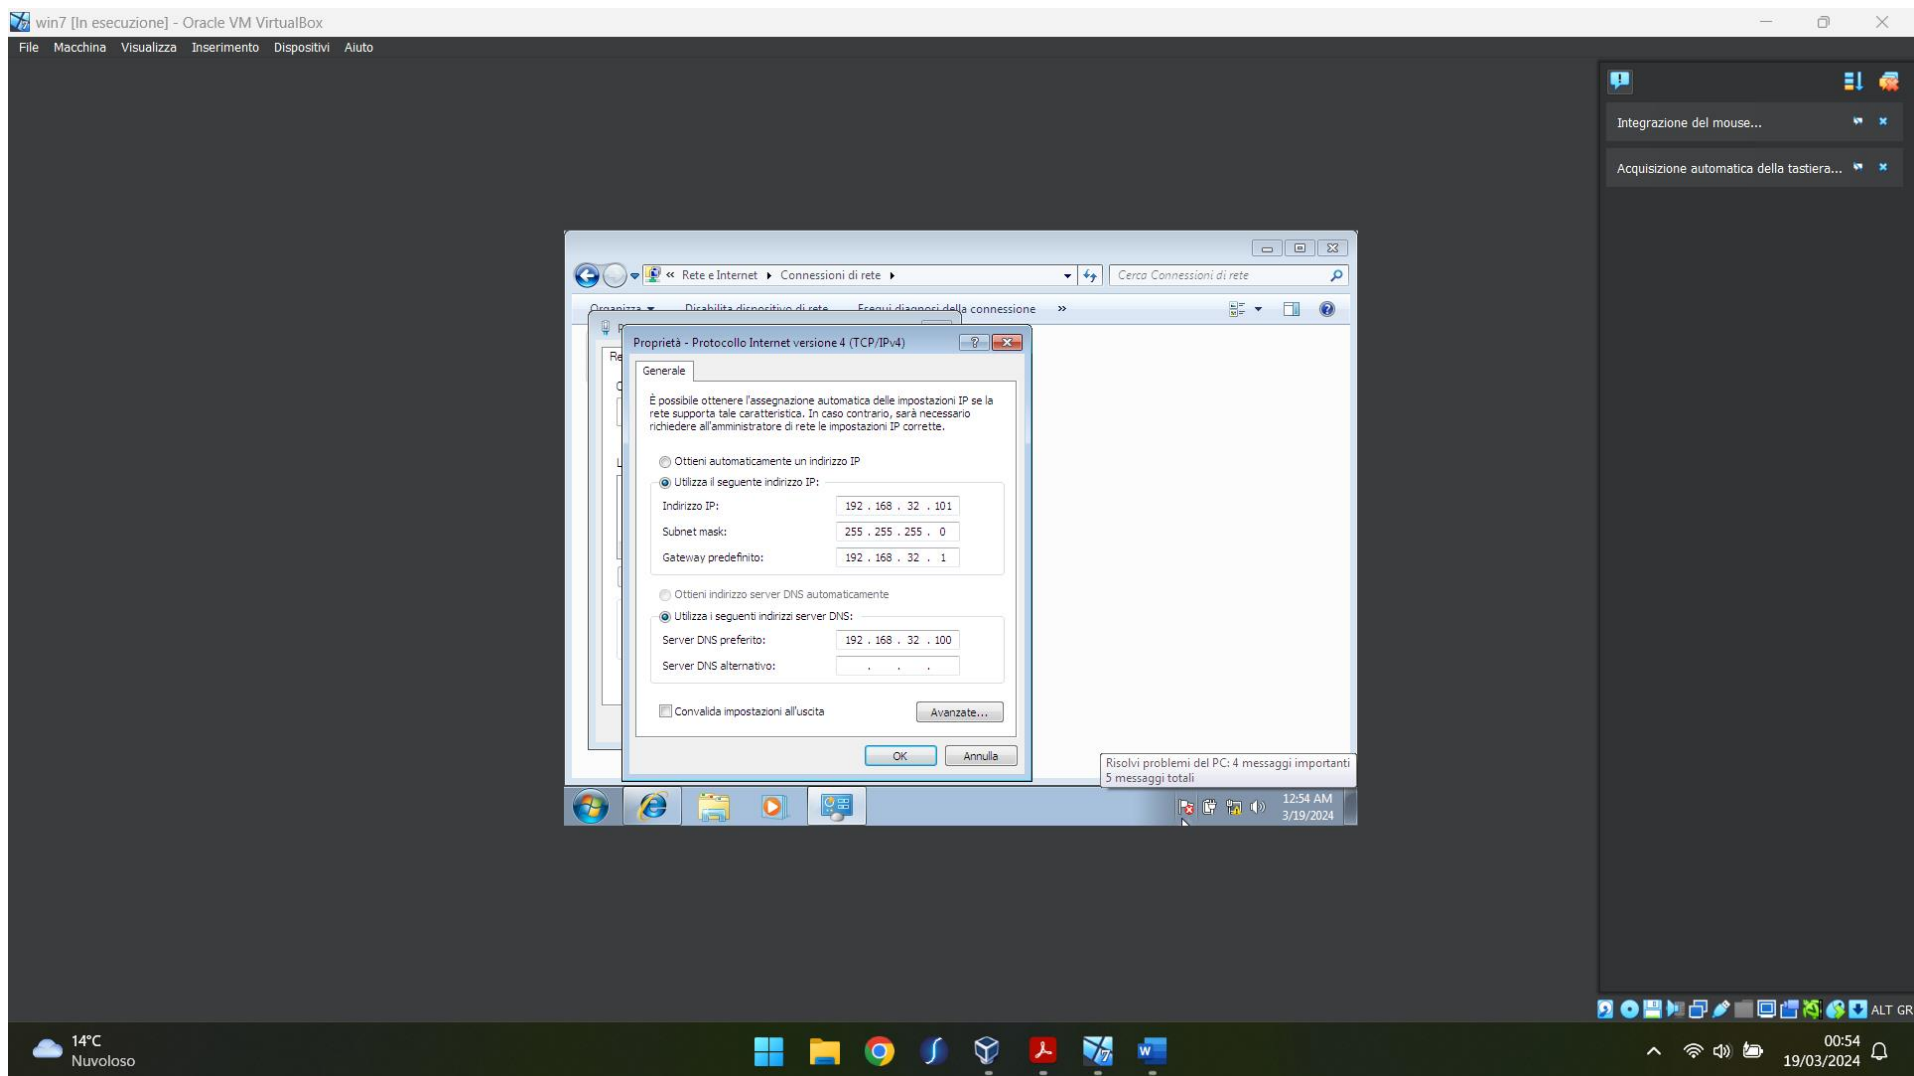 win7 [In esecuzione] - Oracle VM VirtualBox
File Macchina Visualizza Inserimento Dispositivi Aiuto
Integrazione del mouse...
Acquisizione automatica della tastiera...
« Rete e Internet Connessioni di rete
Cerca Connessioni di rete
Organizza Disabilita dispositivo di rete Esegui diagnosi della connessione »
Proprietà - Protocollo Internet versione 4 (TCP/IPv4)
Generale
È possibile ottenere l'assegnazione automatica delle impostazioni IP se la
rete supporta tale caratteristica. In caso contrario, sarà necessario
richiedere all'amministratore di rete le impostazioni IP corrette.
Ottieni automaticamente un indirizzo IP
Utilizza il seguente indirizzo IP:
Indirizzo IP: 192 . 168 . 32 . 101
Subnet mask: 255 . 255 . 255 . 0
Gateway predefinito: 192 . 168 . 32 . 1
Ottieni indirizzo server DNS automaticamente
Utilizza i seguenti indirizzi server DNS:
Server DNS preferito: 192 . 168 . 32 . 100
Server DNS alternativo: . . .
Convalida impostazioni all'uscita
Avanzate...
OK Annulla
Risolvi problemi del PC: 4 messaggi importanti
5 messaggi totali
12:54 AM
3/19/2024
ALT GR
14°C
Nuvoloso
00:54
19/03/2024